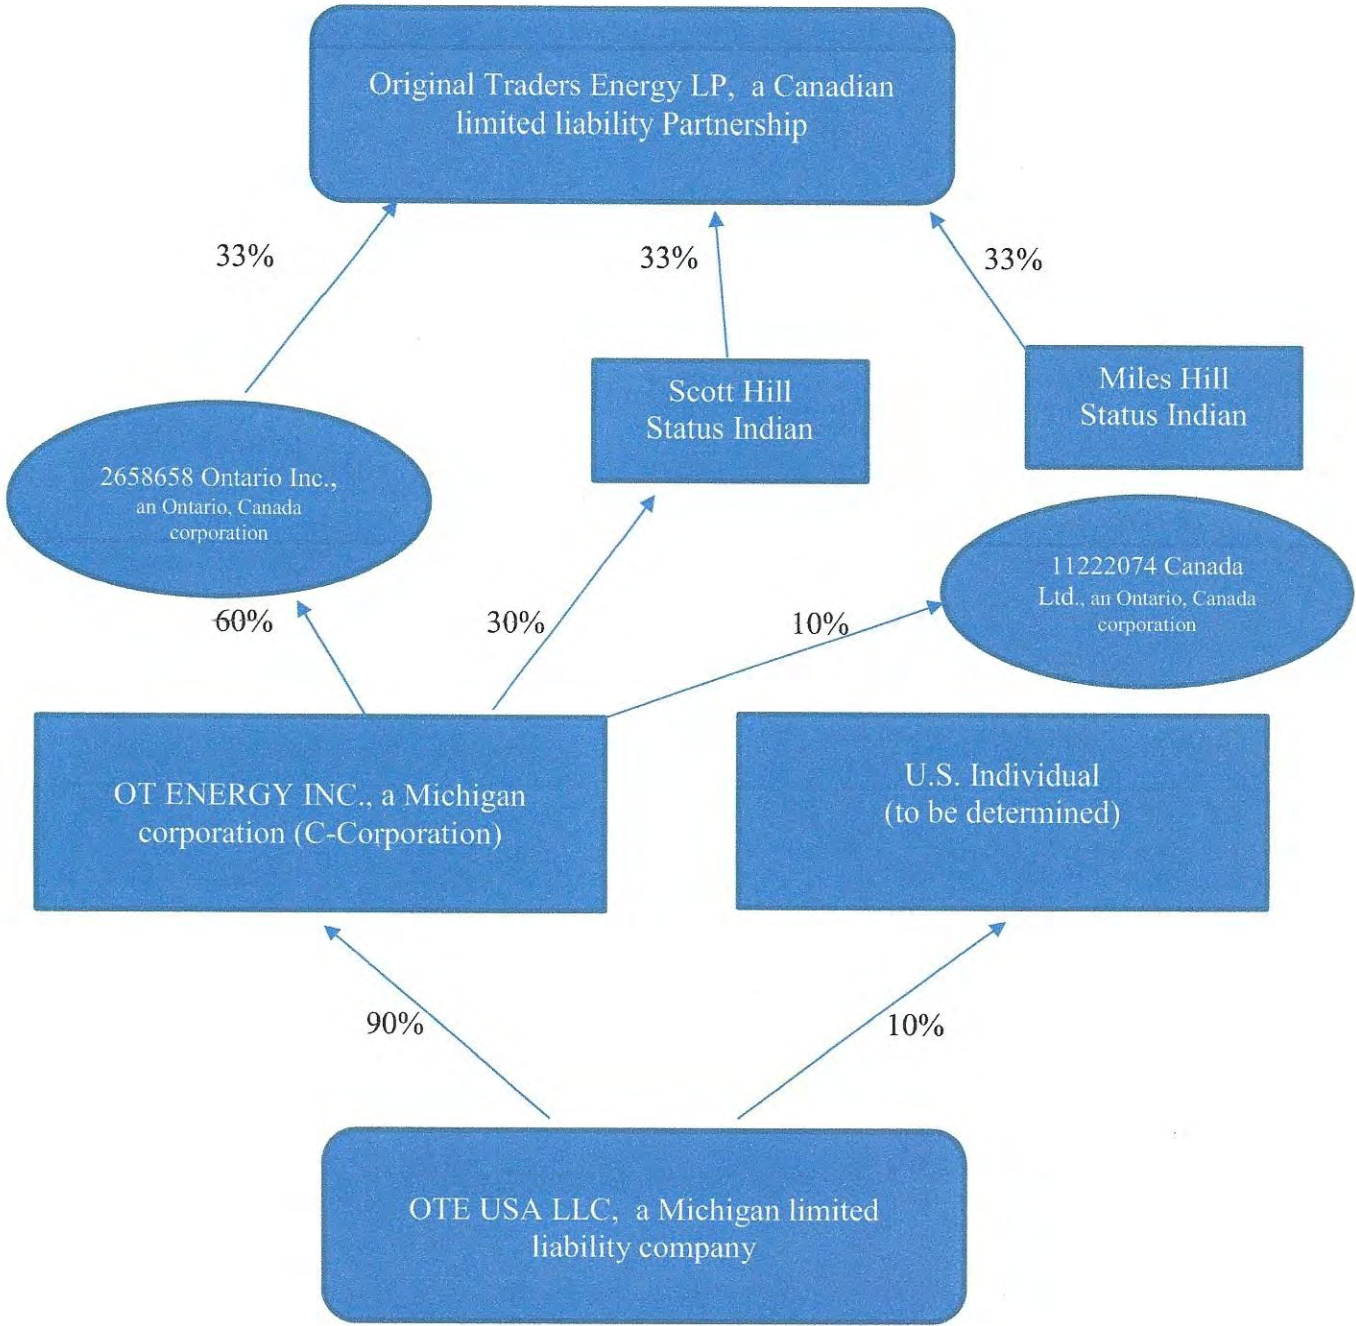 Original Traders Energy LP, a Canadian
limited liability Partnership
33%
33%
33%
Scott Hill
Status Indian
Miles Hill
Status Indian
2658658 Ontario Inc.,
an Ontario, Canada
corporation
11222074 Canada
Ltd., an Ontario, Canada
corporation
60%
30%
10%
OT ENERGY INC., a Michigan
corporation (C-Corporation)
U.S. Individual
(to be determined)
90%
10%
OTE USA LLC, a Michigan limited
liability company